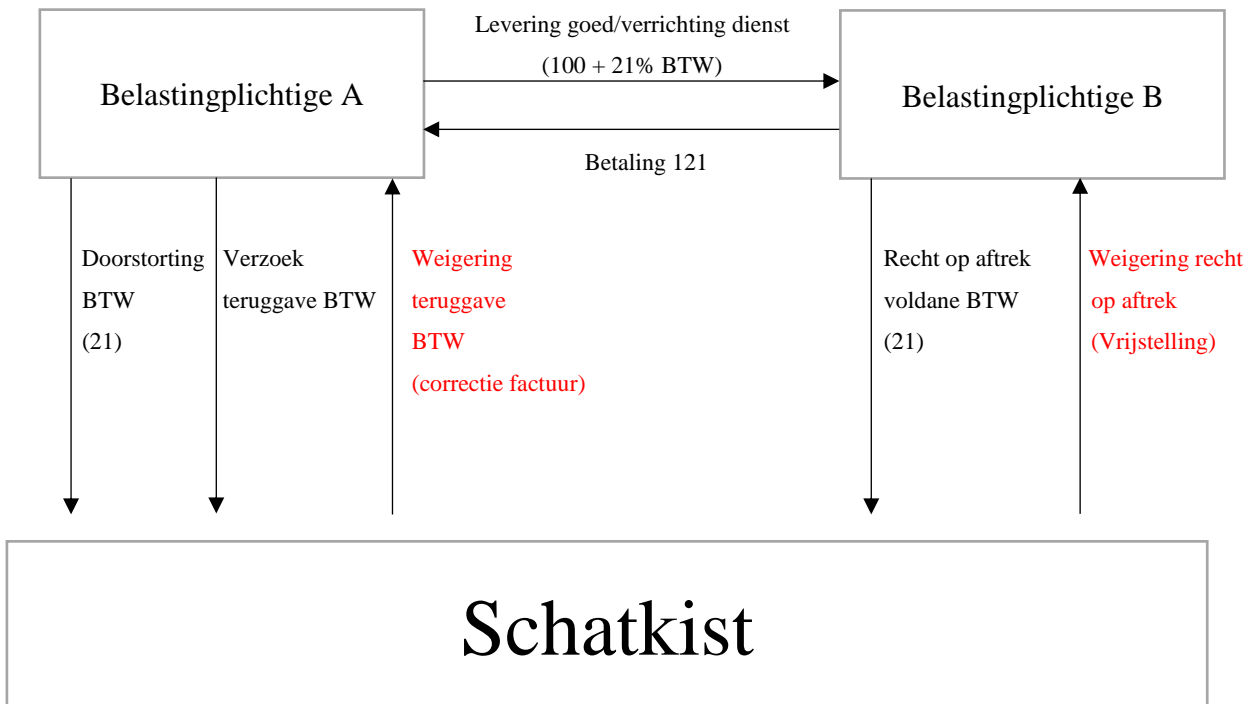 Levering goed/verrichting dienst
(100 + 21% BTW)
Belastingplichtige A
Belastingplichtige B
Betaling 121
Doorstorting
BTW
(21)
Verzoek
teruggave BTW
Weigering
teruggave
BTW
(correctie factuur)
Recht op aftrek
voldane BTW
(21)
Weigering recht
op aftrek
(Vrijstelling)
Schatkist